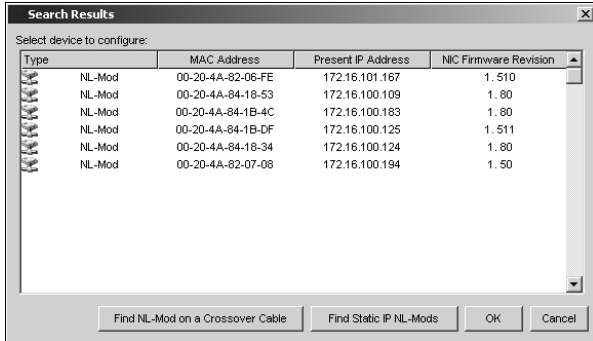 Search Results
Select device to configure:
Type MAC Address Present IP Address NIC Firmware Revision
NL-Mod 00-20-4A-82-06-FE 172.16.101.167 1.510
NL-Mod 00-20-4A-84-18-53 172.16.100.109 1.80
NL-Mod 00-20-4A-84-1B-4C 172.16.100.183 1.80
NL-Mod 00-20-4A-84-1B-DF 172.16.100.125 1.511
NL-Mod 00-20-4A-84-18-34 172.16.100.124 1.80
NL-Mod 00-20-4A-82-07-08 172.16.100.194 1.50
Find NL-Mod on a Crossover Cable Find Static IP NL-Mods OK Cancel